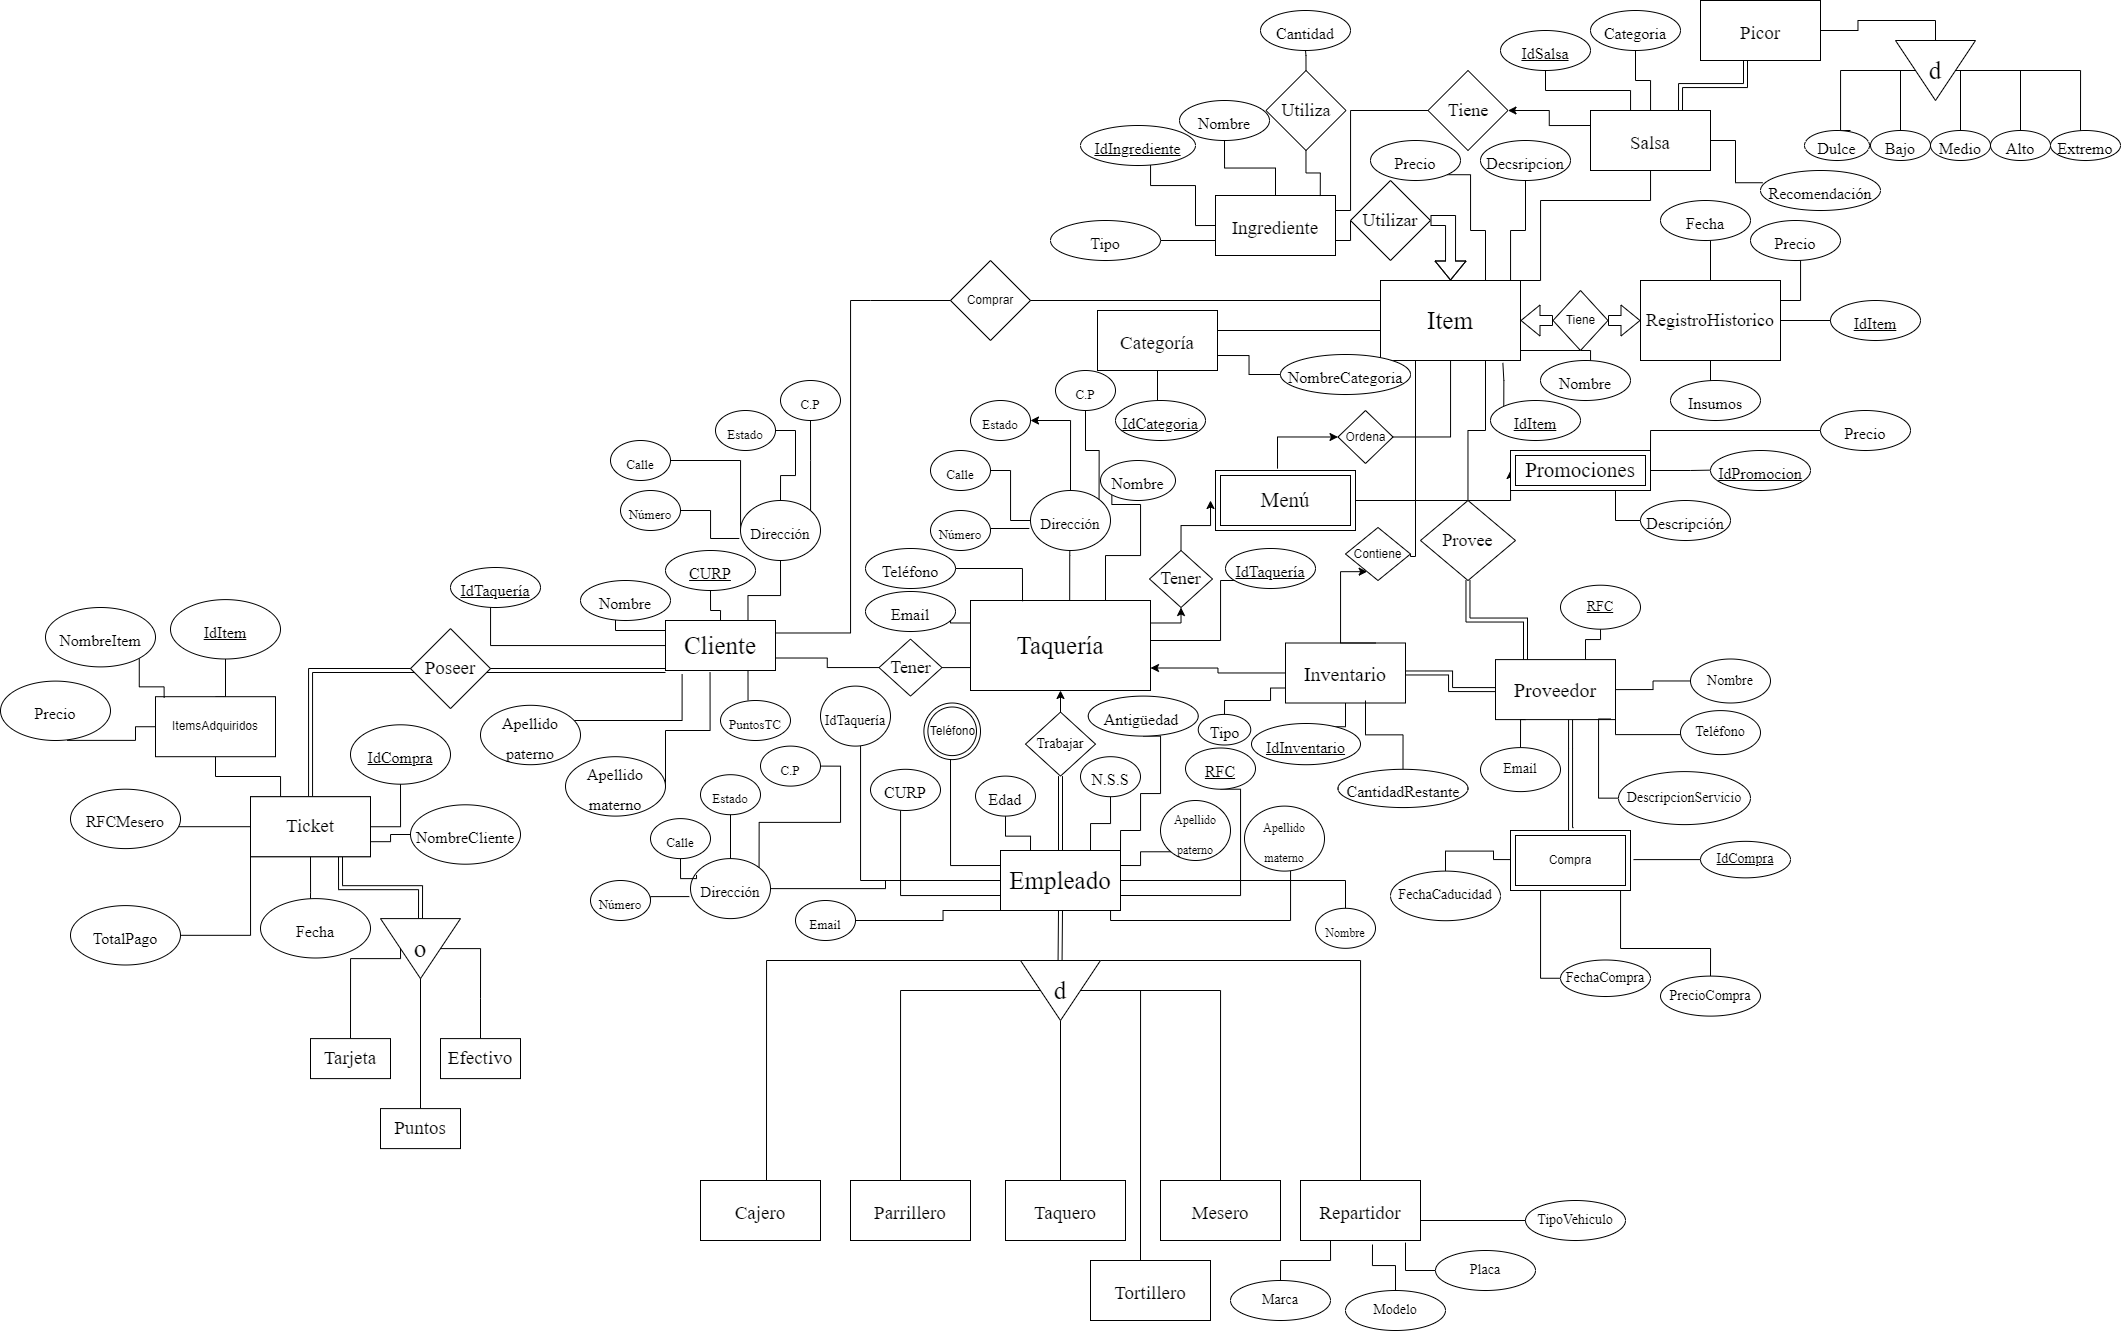 Picor
Cantidad
Categoria
IdSalsa
d
Utiliza
Tiene
Nombre
Salsa
IdIngrediente
Precio
Decsripcion
Dulce
Bajo
Medio
Alto
Extremo
Recomendación
Ingrediente
Utilizar
Tipo
Fecha
Precio
Comprar
Item
Tiene
RegistroHistorico
IdItem
Categoría
NombreCategoria
Nombre
Insumos
C.P
C.P
Estado
IdCategoria
IdItem
Estado
Ordena
Precio
Calle
Calle
Nombre
Menú
Promociones
IdPromocion
Número
Dirección
Número
Dirección
Descripción
Contiene
Provee
Teléfono
Tener
IdTaquería
CURP
IdTaquería
Nombre
Email
RFC
NombreItem
IdItem
Cliente
Taquería
Poseer
Tener
Inventario
Proveedor
Nombre
Precio
ItemsAdquiridos
Apellido
paterno
PuntosTC
IdTaquería
Teléfono
Antigüedad
Tipo
Teléfono
Trabajar
IdInventario
IdCompra
Apellido
materno
C.P
RFC
Email
N.S.S
CURP
Edad
Estado
CantidadRestante
DescripcionServicio
RFCMesero
Ticket
NombreCliente
Calle
Apellido
paterno
Apellido
materno
Compra
IdCompra
Empleado
Número
Dirección
FechaCaducidad
Email
Nombre
TotalPago
Fecha
o
FechaCompra
d
PrecioCompra
Tarjeta
Efectivo
Puntos
Cajero
Parrillero
Taquero
Mesero
Repartidor
TipoVehiculo
Placa
Tortillero
Marca
Modelo